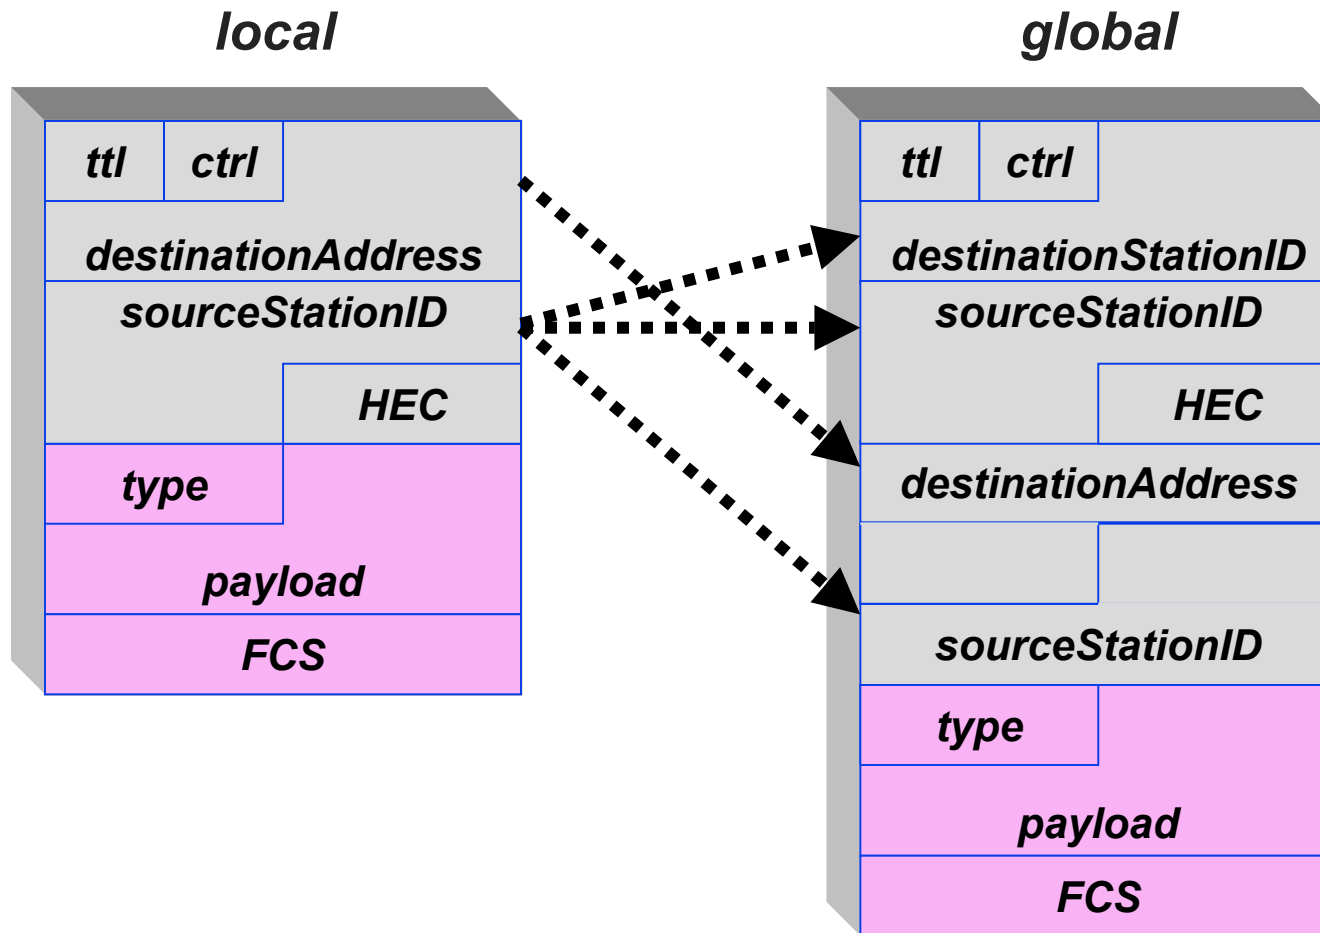 local
ttl ctrl
destinationAddress
sourceStationID
HEC
type
payload
FCS
global
ttl ctrl
destinationStationID
sourceStationID
HEC
destinationAddress
sourceStationID
type
payload
FCS